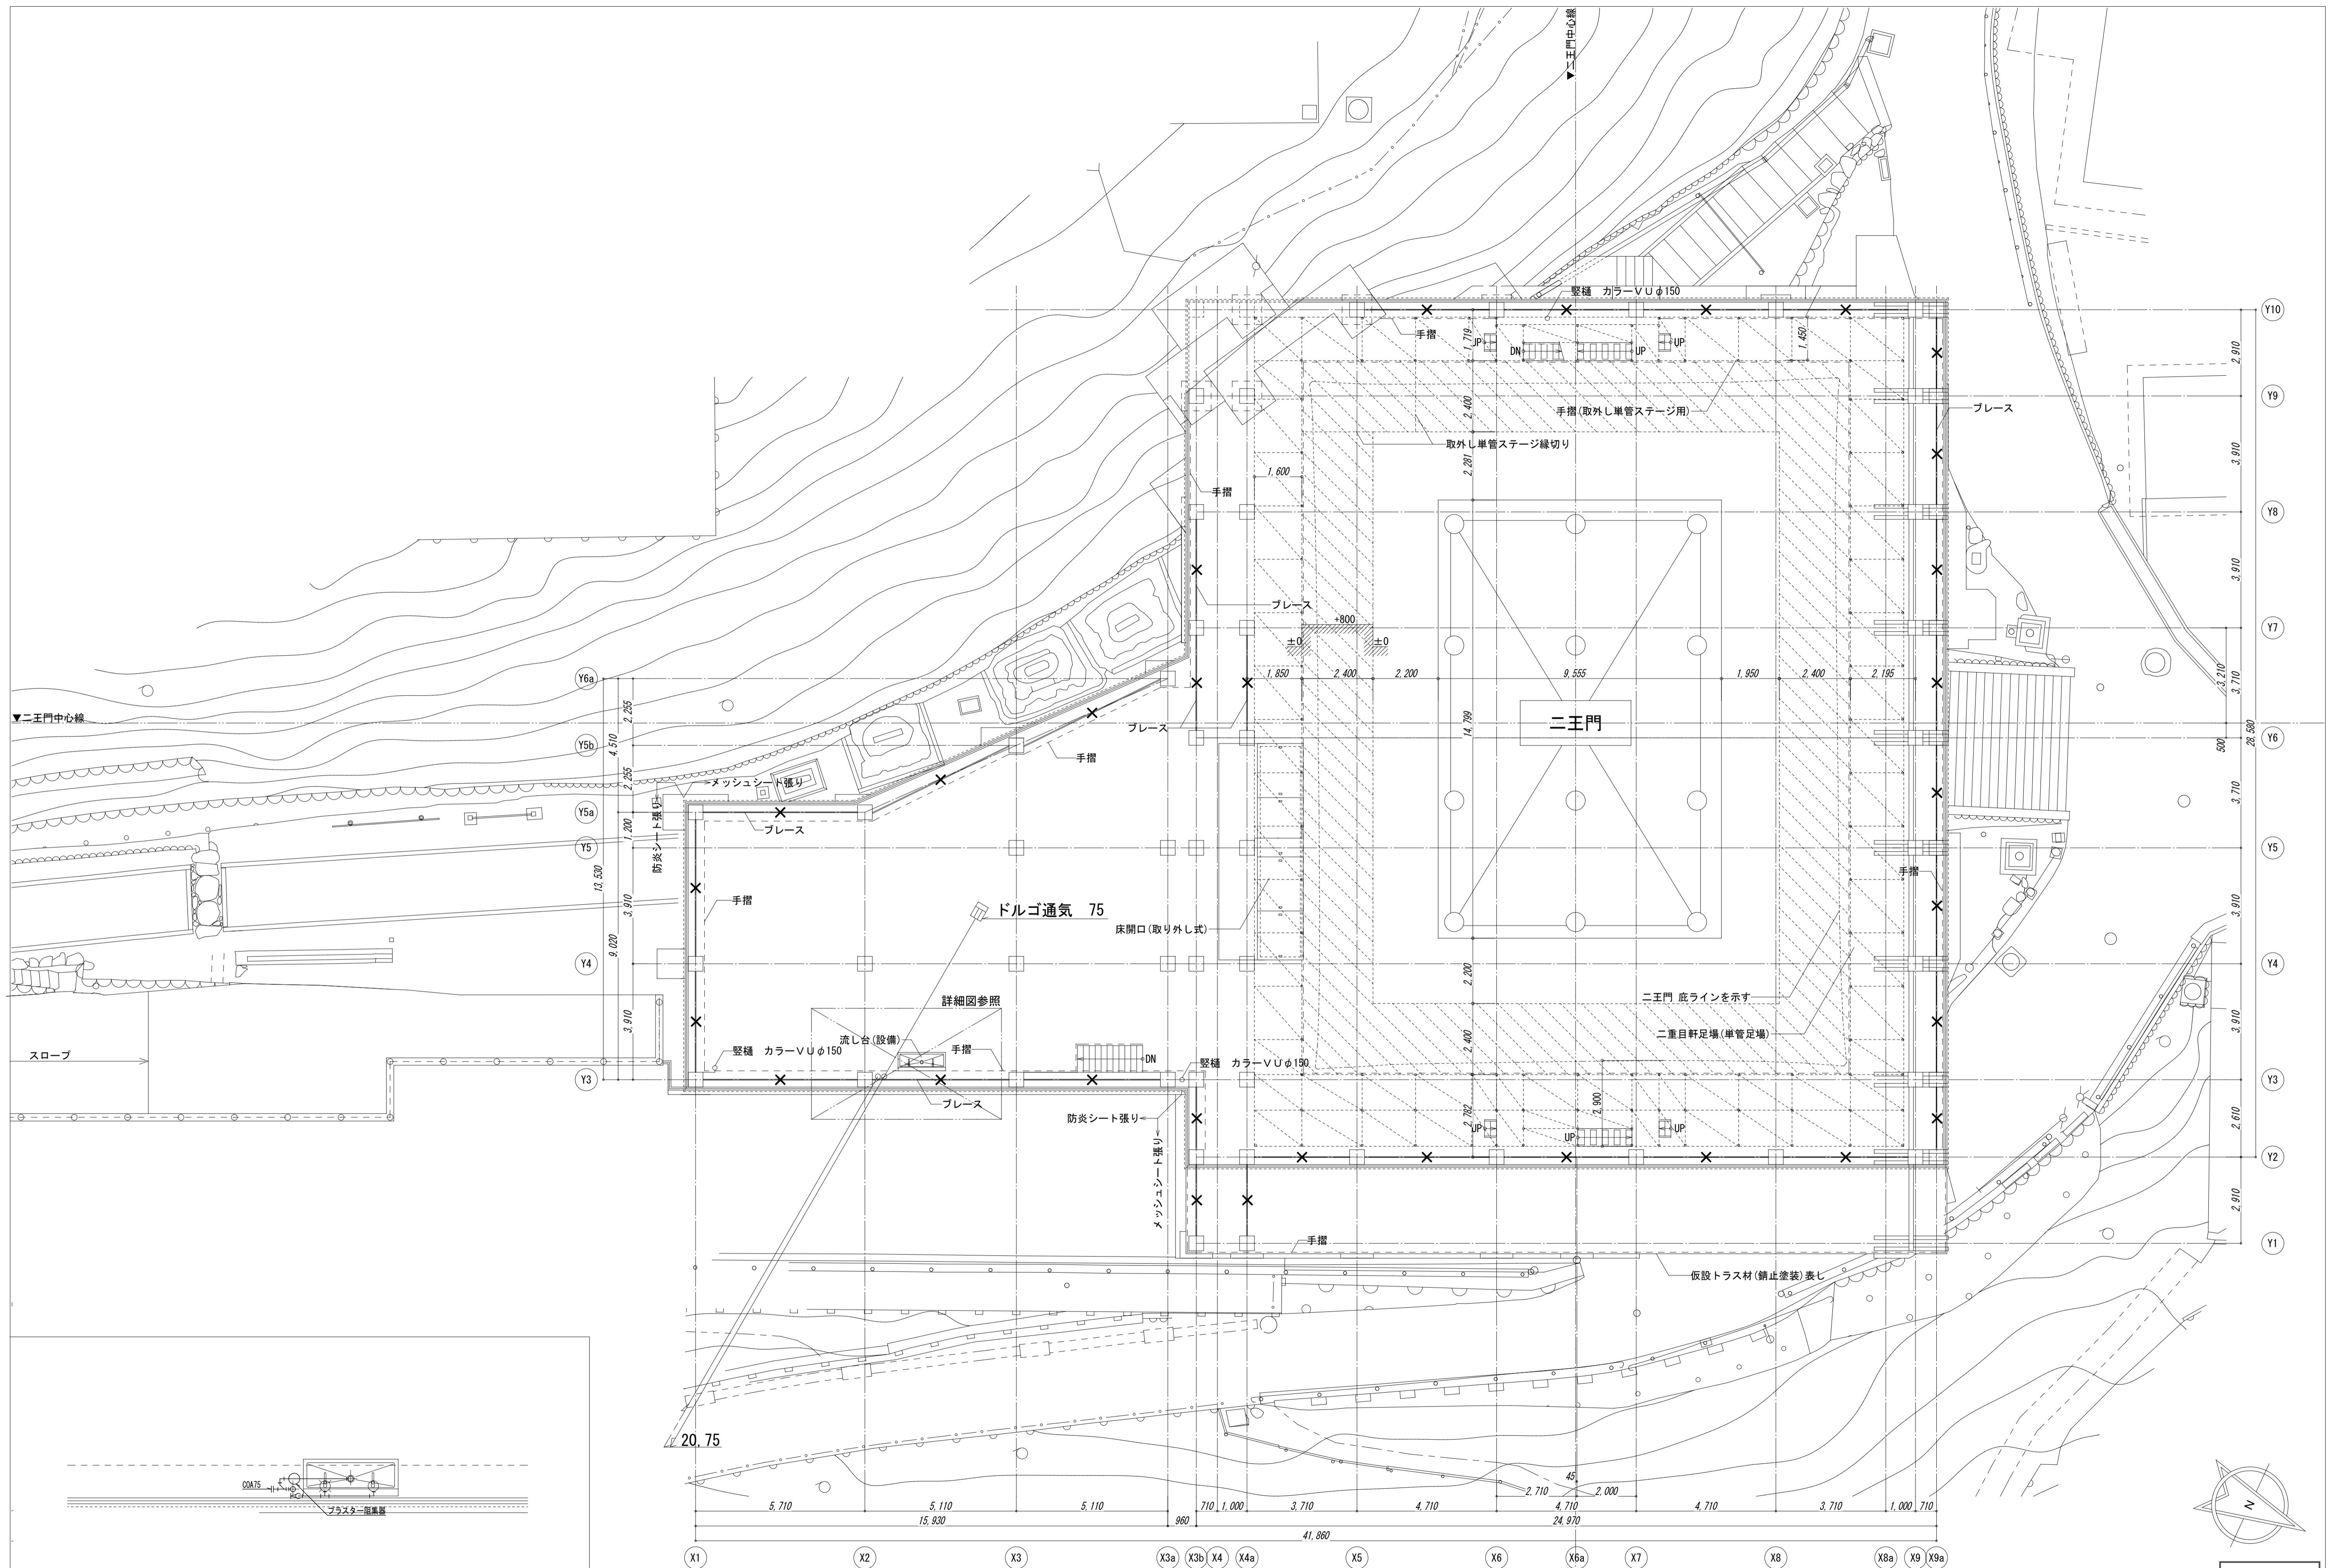 ▼二王門中心線
竪樋 カラーＶＵφ150
Y10
手摺
1,719
UP
DN
UP
UP
1,450
2,910
手摺(取外し単管ステージ用)
2,400
Y9
ブレース
取外し単管ステージ縁切り
2,281
3,910
1,600
手摺
Y8
ブレース
3,910
+800
±0
±0
Y7
Y6a
1,850
2,400
2,200
9,555
1,950
2,400
2,195
3,210
3,710
▼二王門中心線
2,255
4,510
二王門
14,799
ブレース
Y5b
Y6
500
28,580
手摺
2,255
メッシュシート張り
防炎シート張り
3,710
Y5a
ブレース
1,200
Y5
Y5
13,530
手摺
手摺
3,910
3,910
ドルゴ通気 75
床開口(取り外し式)
9,020
Y4
Y4
2,200
詳細図参照
二王門 庇ラインを示す
3,910
3,910
流し台(設備)
二重目軒足場(単管足場)
スロープ
竪樋 カラーＶＵφ150
手摺
DN
竪樋 カラーＶＵφ150
2,400
Y3
Y3
ブレース
防炎シート張り
メッシュシート張り
2,782
2,900
2,610
UP
UP
UP
Y2
2,910
手摺
Y1
仮設トラス材(錆止塗装)表し
20,75
COA75
プラスター阻集器
45
2,710
2,000
5,710
5,110
5,110
710
1,000
3,710
4,710
4,710
4,710
3,710
1,000
710
15,930
960
24,970
41,860
N
X1
X2
X3
X3a
X3b
X4
X4a
X5
X6
X6a
X7
X8
X8a
X9
X9a